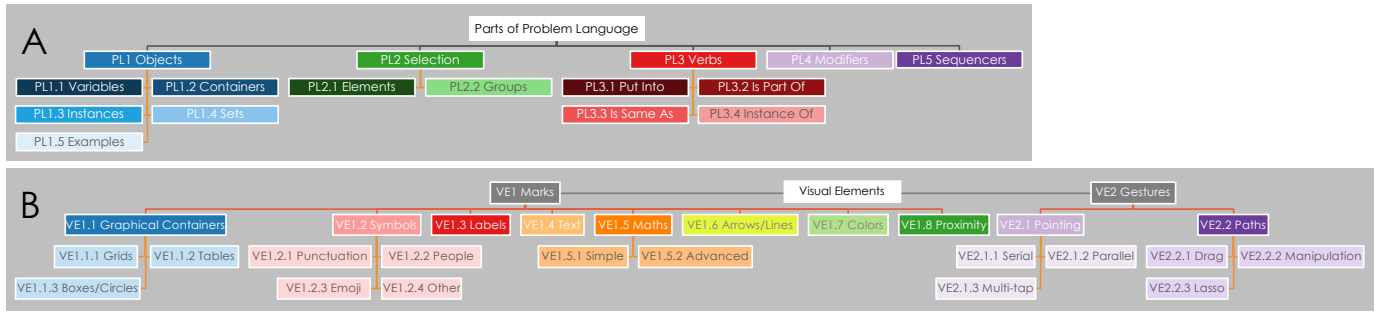 A
Parts of Problem Language
PL1 Objects PL2 Selection PL3 Verbs PL4 Modifiers PL5 Sequencers
PL1.1 Variables PL1.2 Containers PL2.1 Elements PL2.2 Groups PL3.1 Put Into PL3.2 Is Part Of
PL1.3 Instances PL1.4 Sets PL3.3 Is Same As PL3.4 Instance Of
PL1.5 Examples
B
VE1 Marks Visual Elements VE2 Gestures
VE1.1 Graphical Containers VE1.2 Symbols VE1.3 Labels VE1.4 Text VE1.5 Maths VE1.6 Arrows/Lines VE1.7 Colors VE1.8 Proximity VE2.1 Pointing VE2.2 Paths
VE1.1.1 Grids VE1.1.2 Tables VE1.2.1 Punctuation VE1.2.2 People VE1.5.1 Simple VE1.5.2 Advanced VE2.1.1 Serial VE2.1.2 Parallel VE2.2.1 Drag VE2.2.2 Manipulation
VE1.1.3 Boxes/Circles VE1.2.3 Emoji VE1.2.4 Other VE2.1.3 Multi-tap VE2.2.3 Lasso